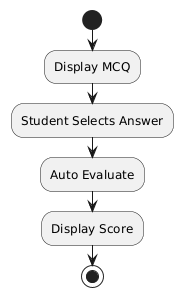 Display MCQ
Student Selects Answer
Auto Evaluate
Display Score